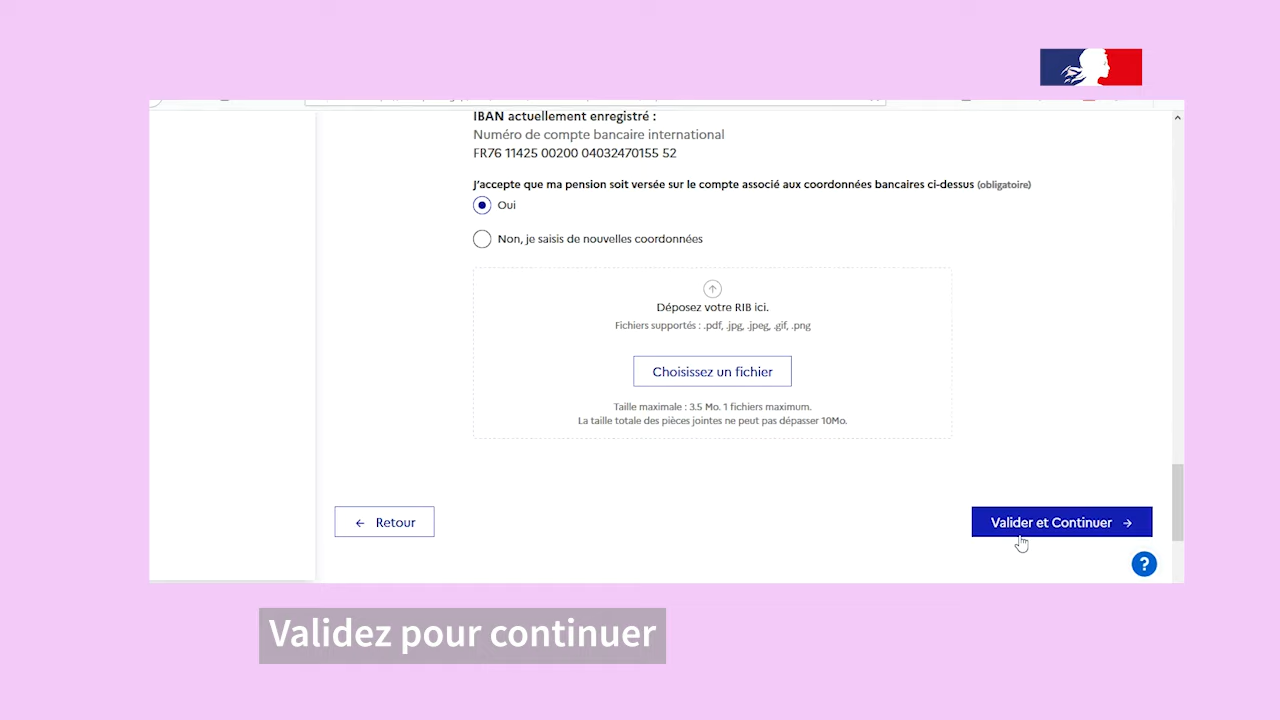 IBAN actuellement enregistré :
Numéro de compte bancaire international
FR76 11425 00200 04032470155 52
J'accepte que ma pension soit versée sur le compte associé aux coordonnées bancaires ci-dessus (obligatoire)
Oui
Non, je saisis de nouvelles coordonnées
Déposez votre RIB ici.
Fichiers supportés : .pdf, .jpg, .jpeg, .gif, .png
Choisissez un fichier
Taille maximale : 3.5 Mo. 1 fichiers maximum.
La taille totale des pièces jointes ne peut pas dépasser 10Mo.
← Retour
Valider et Continuer →
?
Validez pour continuer